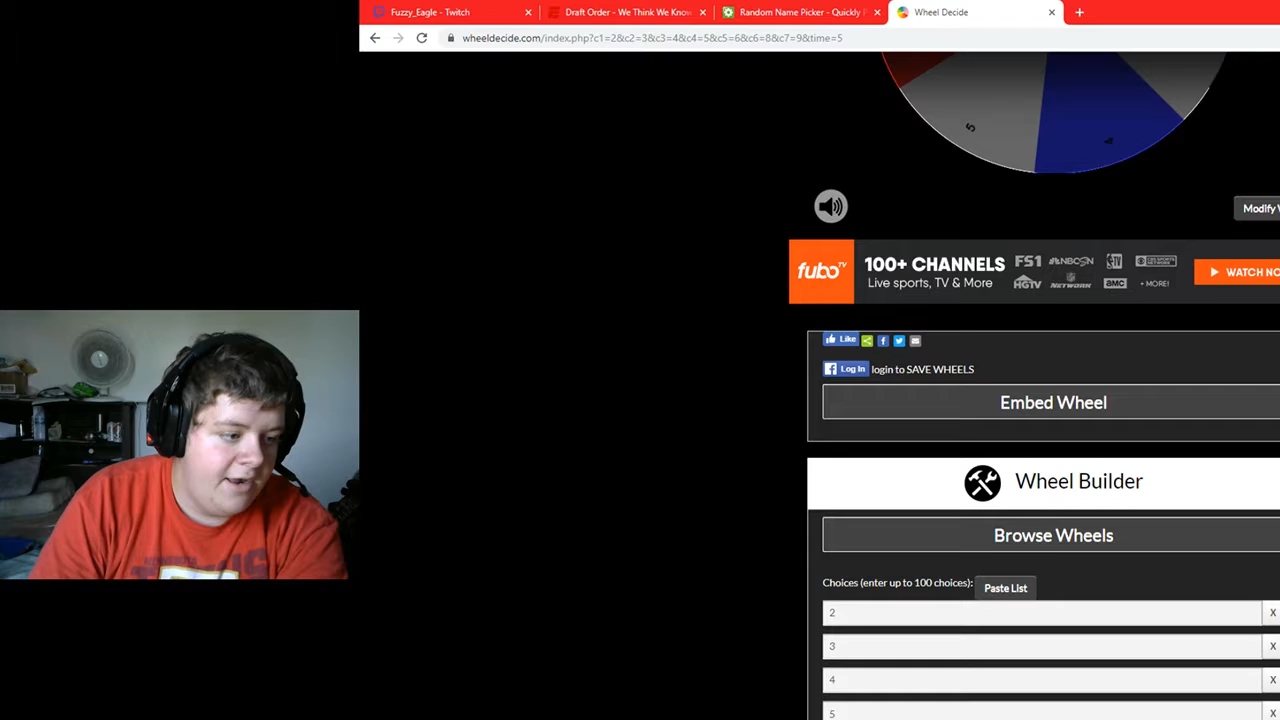 Fuzzy_Eagle - Twitch
Draft Order - We Think We Know
Random Name Picker - Quickly P
Wheel Decide
wheeldecide.com/index.php?c1=2&c2=3&c3=4&c4=5&c5=6&c6=8&c7=9&time=5
5
4
Modify
fubo TV
100+ CHANNELS
Live sports, TV & More
FS1 NBCSN CBS SPORTS NETWORK
HGTV NETWORK AMC + MORE!
WATCH NO
Like
Log In login to SAVE WHEELS
Embed Wheel
Wheel Builder
Browse Wheels
Choices (enter up to 100 choices): Paste List
2 X
3 X
4 X
5